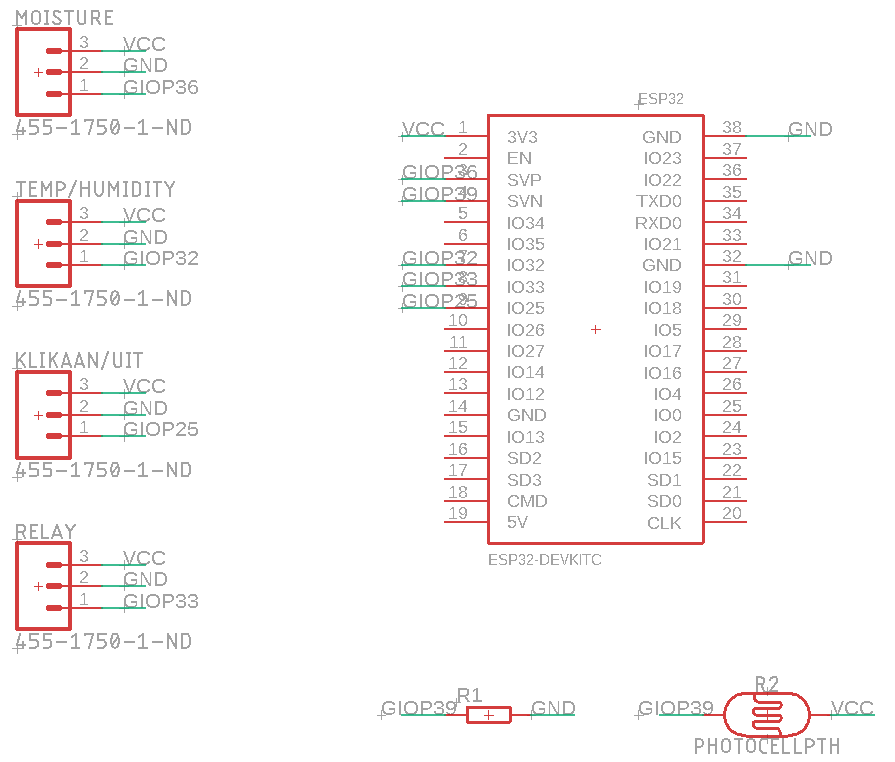 MOISTURE
3 VCC
2 GND
1 GIOP36
455-1750-1-ND
TEMP/HUMIDITY
3 VCC
2 GND
1 GIOP32
455-1750-1-ND
KLIKAAN/UIT
3 VCC
2 GND
1 GIOP25
455-1750-1-ND
RELAY
3 VCC
2 GND
1 GIOP33
455-1750-1-ND
ESP32
VCC 1 3V3 GND 38 GND
2 EN IO23 37
GIOP36 3 SVP IO22 36
GIOP39 4 SVN TXD0 35
5 IO34 RXD0 34
6 IO35 IO21 33
GIOP32 7 IO32 GND 32 GND
GIOP33 8 IO33 IO19 31
GIOP25 9 IO25 IO18 30
10 IO26 IO5 29
11 IO27 IO17 28
12 IO14 IO16 27
13 IO12 IO4 26
14 GND IO0 25
15 IO13 IO2 24
16 SD2 IO15 23
17 SD3 SD1 22
18 CMD SD0 21
19 5V CLK 20
ESP32-DEVKITC
R1
GIOP39 GND
R2
GIOP39 VCC
PHOTOCELLPTH